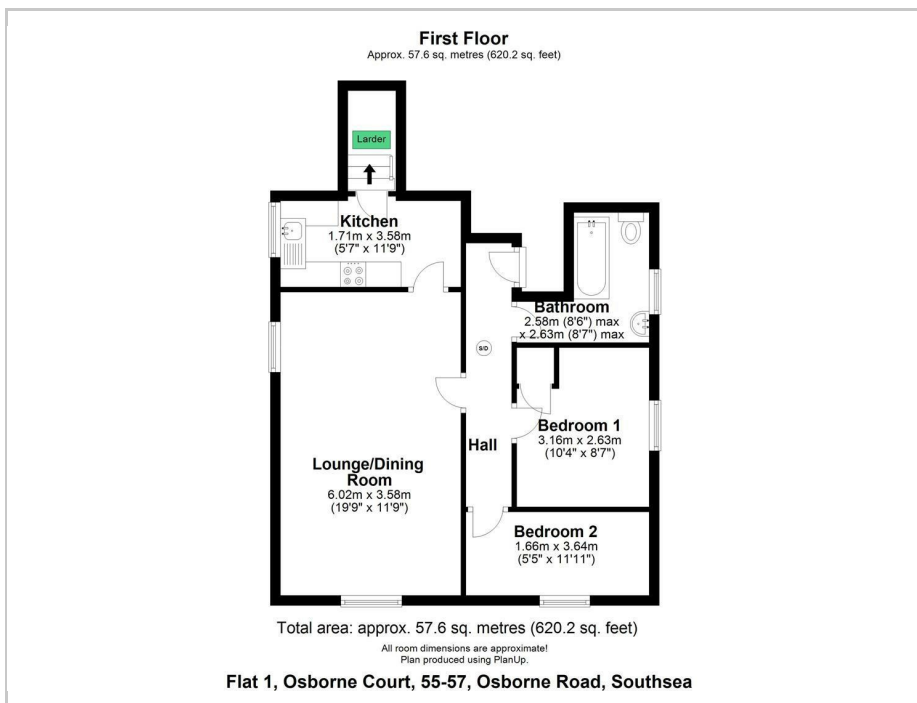 First Floor
Approx. 57.6 sq. metres (620.2 sq. feet)
Larder
Kitchen
1.71m x 3.58m
(5'7" x 11'9")
Bathroom
2.58m (8'6") max
x 2.63m (8'7") max
S/D
Bedroom 1
3.16m x 2.63m
(10'4" x 8'7")
Hall
Lounge/Dining
Room
6.02m x 3.58m
(19'9" x 11'9")
Bedroom 2
1.66m x 3.64m
(5'5" x 11'11")
Total area: approx. 57.6 sq. metres (620.2 sq. feet)
All room dimensions are approximate!
Plan produced using PlanUp.
Flat 1, Osborne Court, 55-57, Osborne Road, Southsea